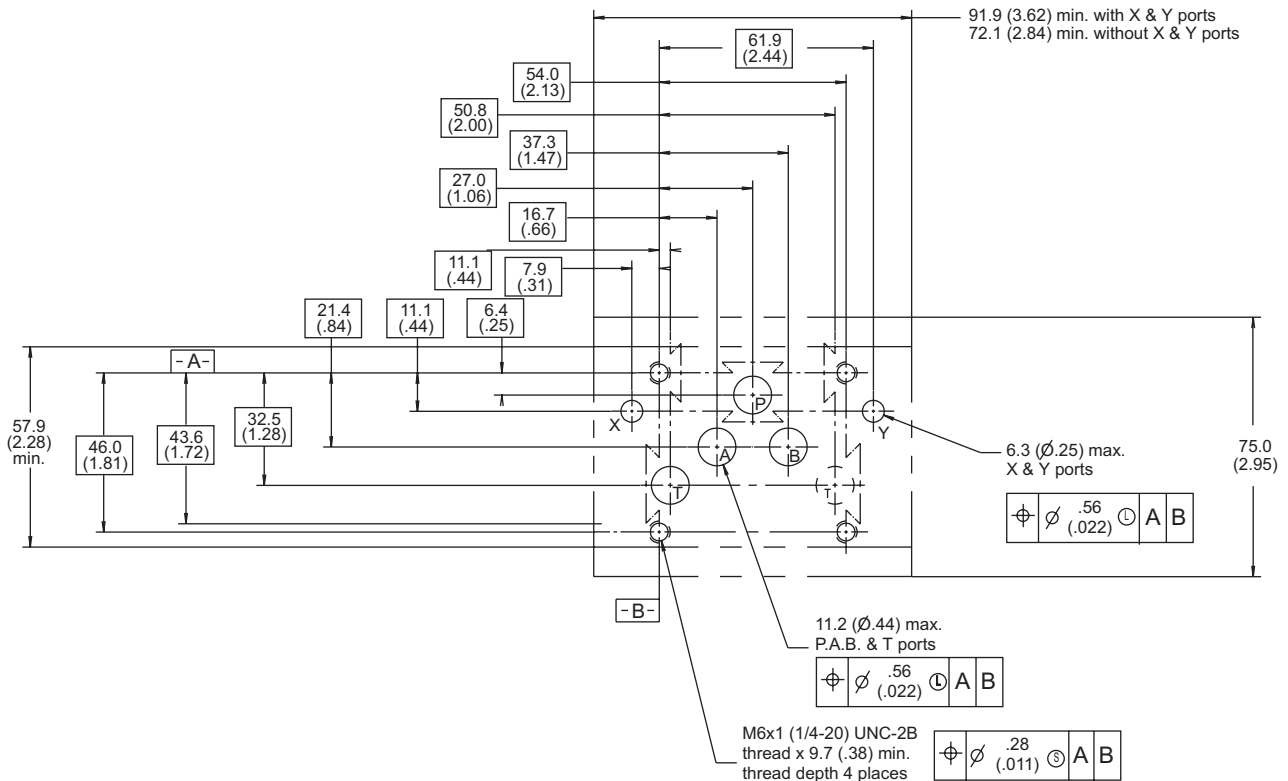 91.9 (3.62) min. with X & Y ports
72.1 (2.84) min. without X & Y ports
61.9
(2.44)
54.0
(2.13)
50.8
(2.00)
37.3
(1.47)
27.0
(1.06)
16.7
(.66)
11.1
(.44)
7.9
(.31)
21.4
(.84)
11.1
(.44)
6.4
(.25)
-A-
57.9
(2.28)
min.
46.0
(1.81)
43.6
(1.72)
32.5
(1.28)
X
P
Y
A
B
T
T
6.3 (Ø.25) max.
X & Y ports
75.0
(2.95)
⌖ Ø .56 (.022) Ⓛ A B
-B-
11.2 (Ø.44) max.
P.A.B. & T ports
⌖ Ø .56 (.022) Ⓛ A B
M6x1 (1/4-20) UNC-2B
thread x 9.7 (.38) min.
thread depth 4 places
⌖ Ø .28 (.011) Ⓢ A B